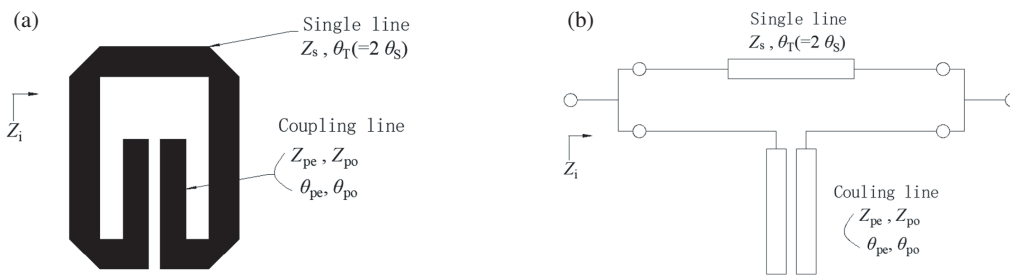 (a)
Single line
Zs , θT(=2 θS)
Zi
Coupling line
Zpe , Zpo
θpe, θpo
(b)
Single line
Zs , θT(=2 θS)
Zi
Couling line
Zpe , Zpo
θpe, θpo